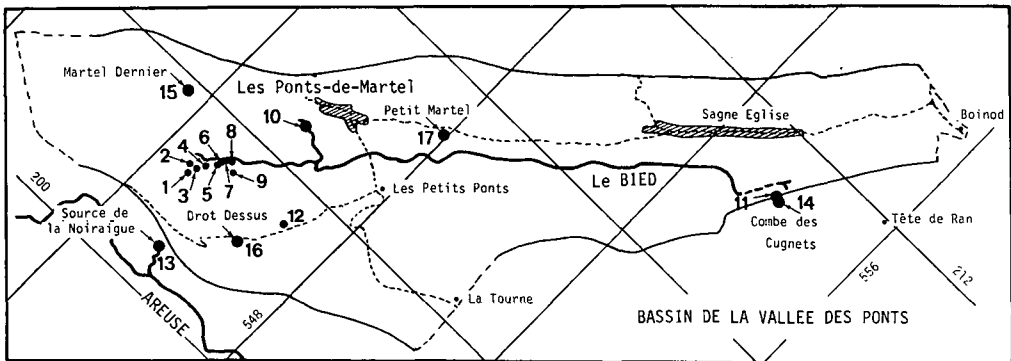 Martel Dernier
15
Les Ponts-de-Martel
10
Petit Martel
17
Sagne Eglise
Boinod
2
4
6
8
1
3
5
7
9
Le BIED
Les Petits Ponts
200
Source de
la Noiraigue
13
Drot Dessus
16
12
11
14
Combe des
Cugnets
Tête de Ran
La Tourne
AREUSE
548
556
212
BASSIN DE LA VALLEE DES PONTS